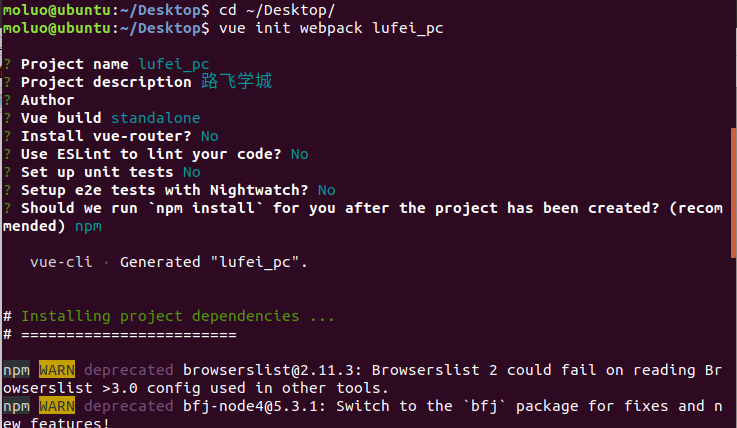 moluo@ubuntu:~/Desktop$ cd ~/Desktop/
moluo@ubuntu:~/Desktop$ vue init webpack lufei_pc
? Project name lufei_pc
? Project description 路飞学城
? Author
? Vue build standalone
? Install vue-router? No
? Use ESLint to lint your code? No
? Set up unit tests No
? Setup e2e tests with Nightwatch? No
? Should we run `npm install` for you after the project has been created? (recom
mended) npm
vue-cli · Generated "lufei_pc".
# Installing project dependencies ...
# ========================
npm WARN deprecated browserslist@2.11.3: Browserslist 2 could fail on reading Br
owserslist >3.0 config used in other tools.
npm WARN deprecated bfj-node4@5.3.1: Switch to the `bfj` package for fixes and n
ew features!